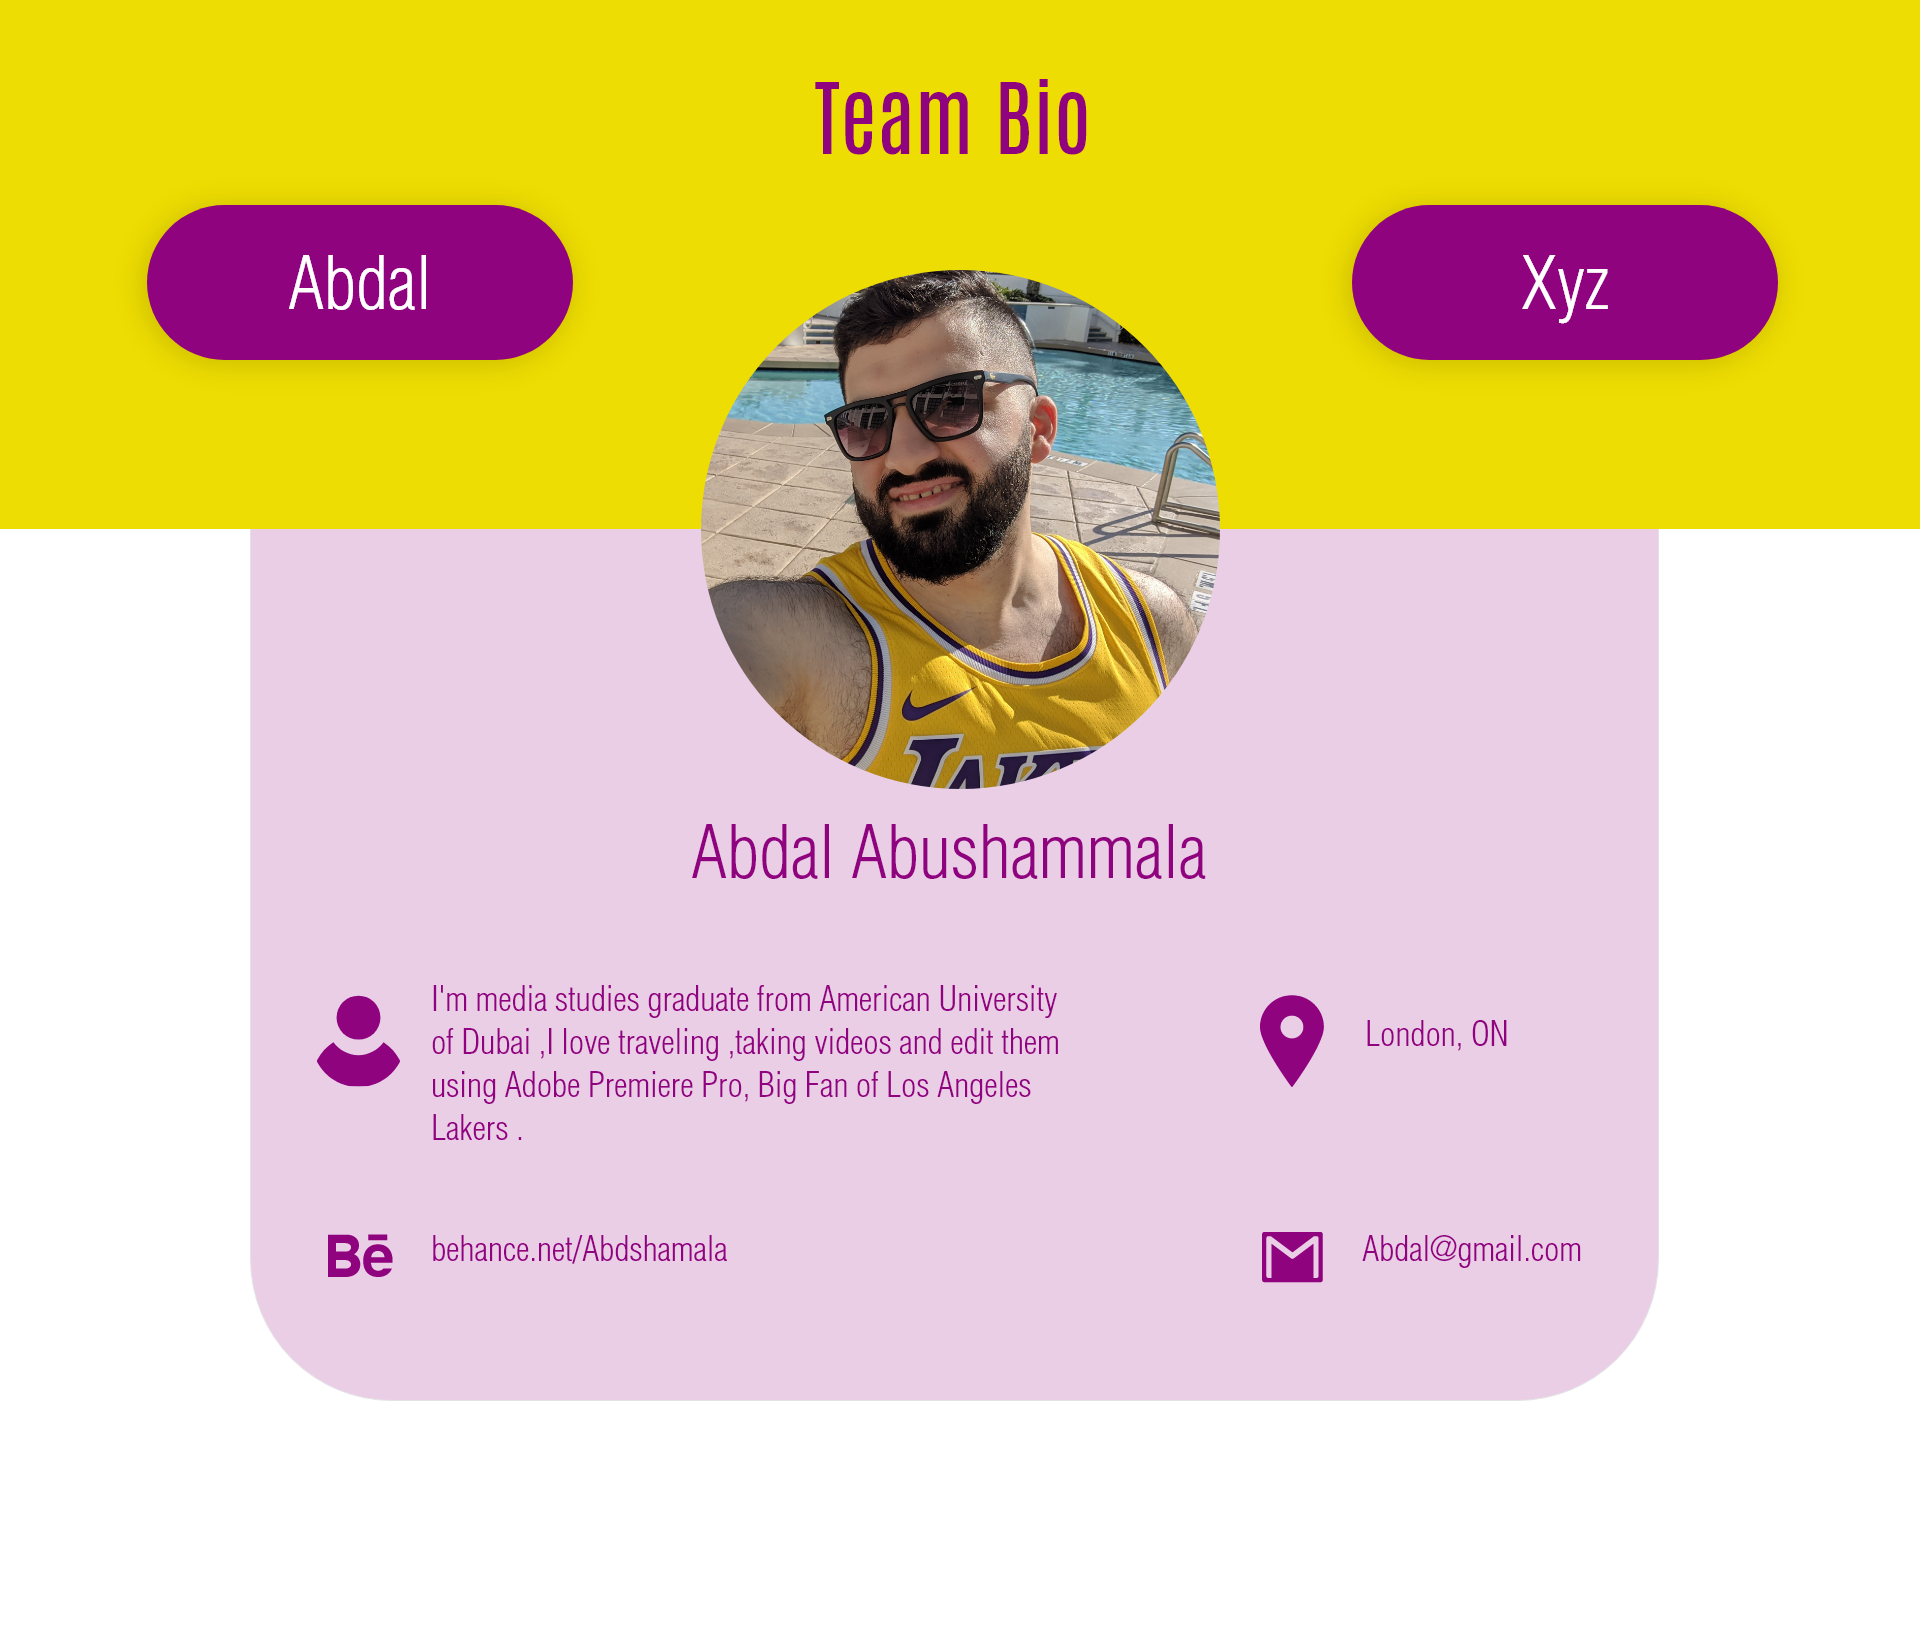 Team Bio
Abdal
Xyz
Abdal Abushammala
I'm media studies graduate from American University
of Dubai ,I love traveling ,taking videos and edit them
using Adobe Premiere Pro, Big Fan of Los Angeles
Lakers .
London, ON
Bē
behance.net/Abdshamala
Abdal@gmail.com